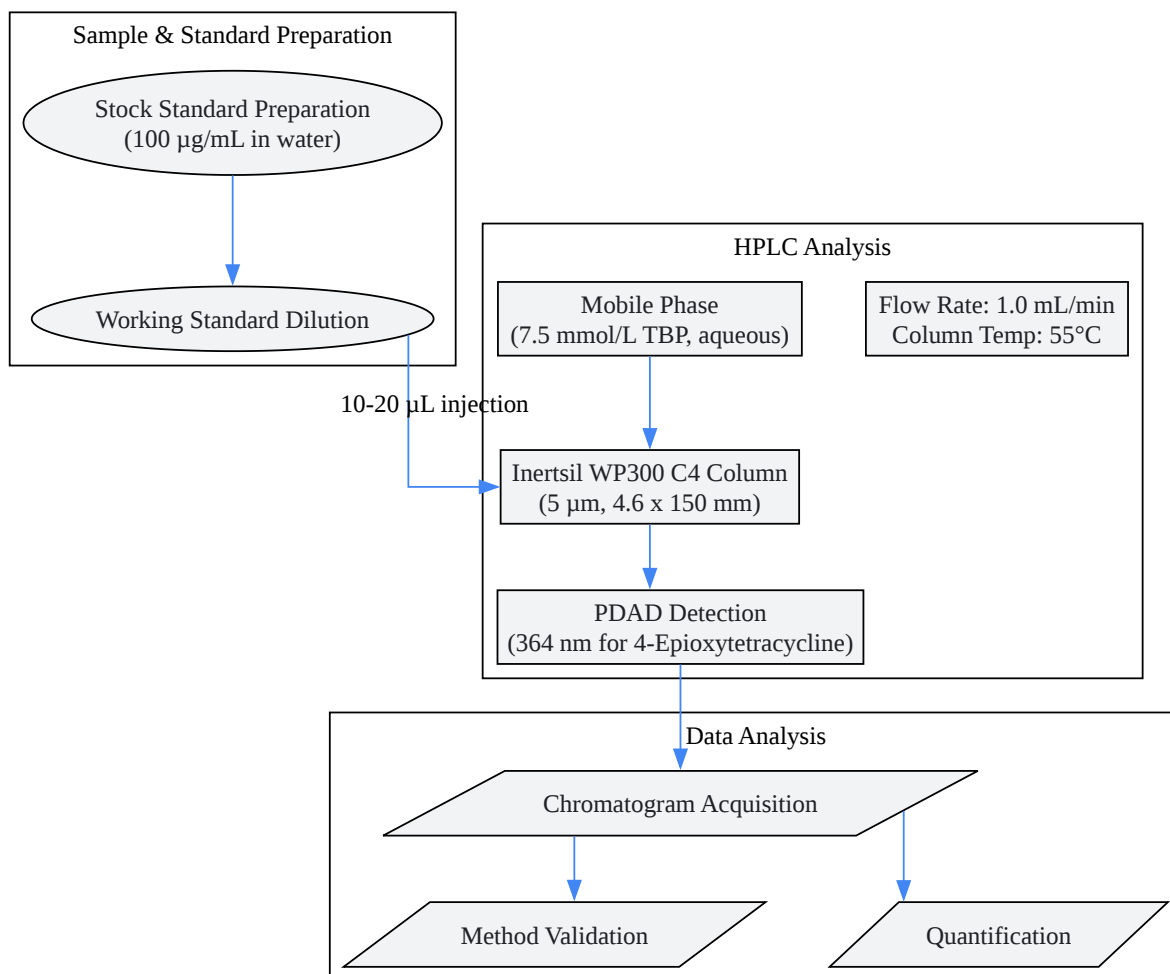 Sample & Standard Preparation
Stock Standard Preparation
(100 µg/mL in water)
Working Standard Dilution
10-20 µL injection
HPLC Analysis
Mobile Phase
(7.5 mmol/L TBP, aqueous)
Flow Rate: 1.0 mL/min
Column Temp: 55°C
Inertsil WP300 C4 Column
(5 µm, 4.6 x 150 mm)
PDAD Detection
(364 nm for 4-Epioxytetracycline)
Data Analysis
Chromatogram Acquisition
Method Validation
Quantification